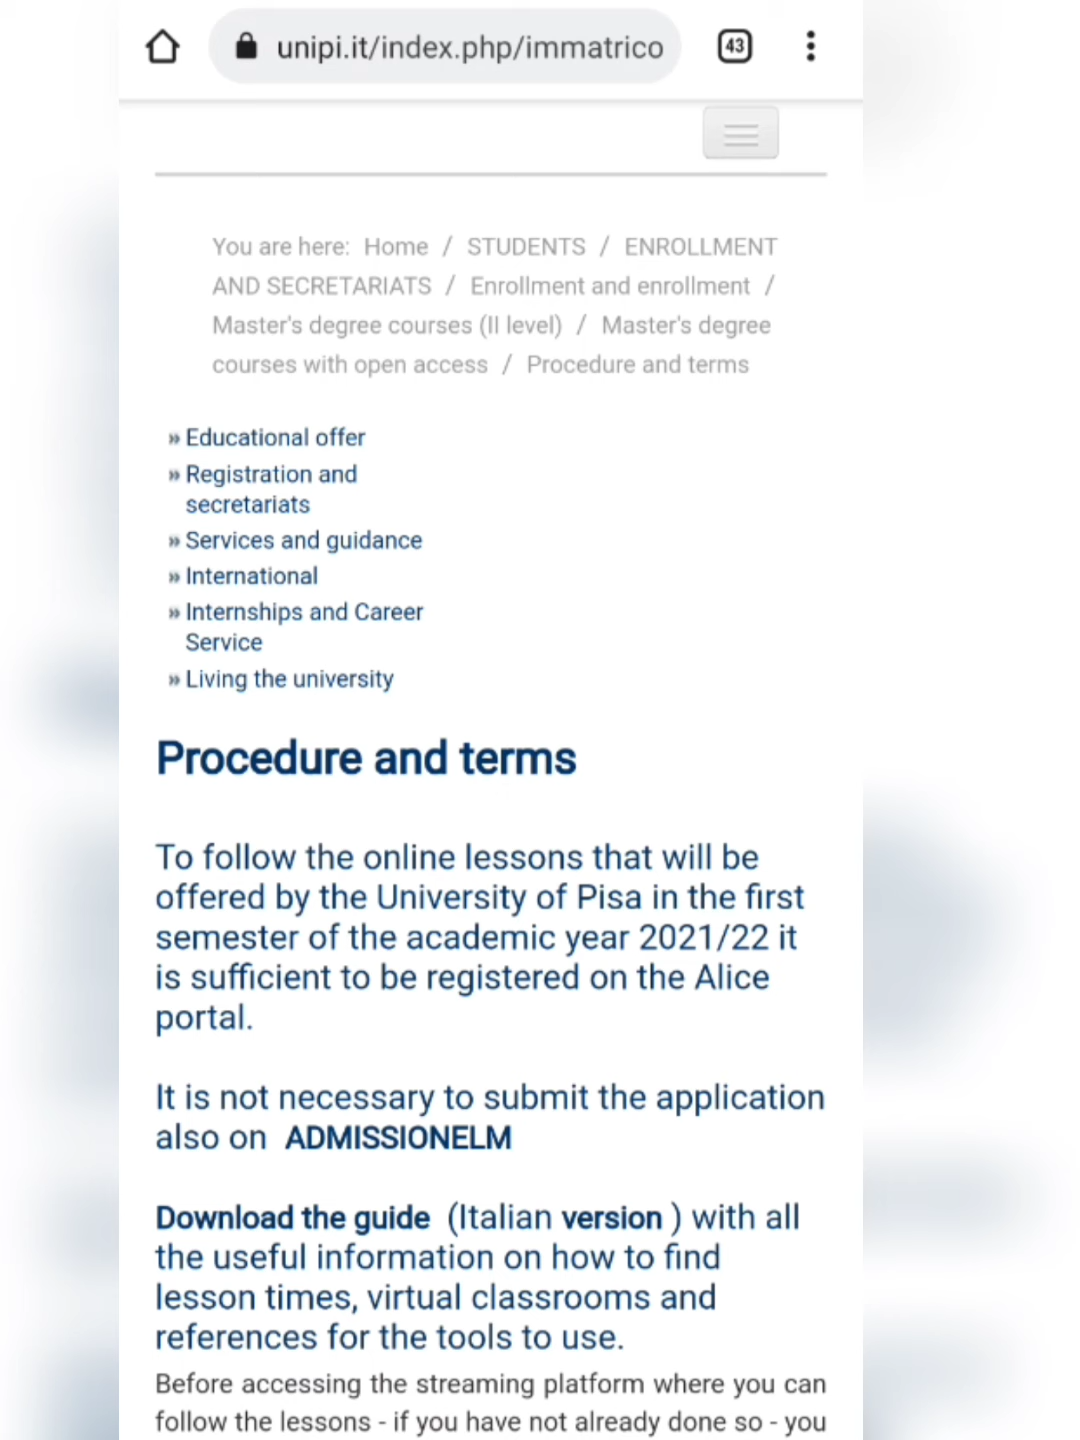 unipi.it/index.php/immatrico
43
You are here: Home / STUDENTS / ENROLLMENT
AND SECRETARIATS / Enrollment and enrollment /
Master's degree courses (II level) / Master's degree
courses with open access / Procedure and terms
» Educational offer
» Registration and
secretariats
» Services and guidance
» International
» Internships and Career
Service
» Living the university
Procedure and terms
To follow the online lessons that will be
offered by the University of Pisa in the first
semester of the academic year 2021/22 it
is sufficient to be registered on the Alice
portal.
It is not necessary to submit the application
also on ADMISSIONELM
Download the guide (Italian version ) with all
the useful information on how to find
lesson times, virtual classrooms and
references for the tools to use.
Before accessing the streaming platform where you can
follow the lessons - if you have not already done so - you